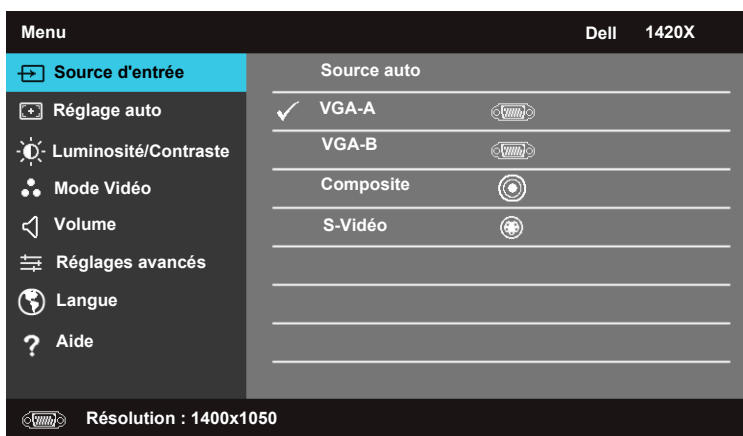 Menu Dell 1420X
Source d'entrée
Réglage auto
Luminosité/Contraste
Mode Vidéo
Volume
Réglages avancés
Langue
Aide
Source auto
VGA-A
VGA-B
Composite
S-Vidéo
Résolution : 1400x1050